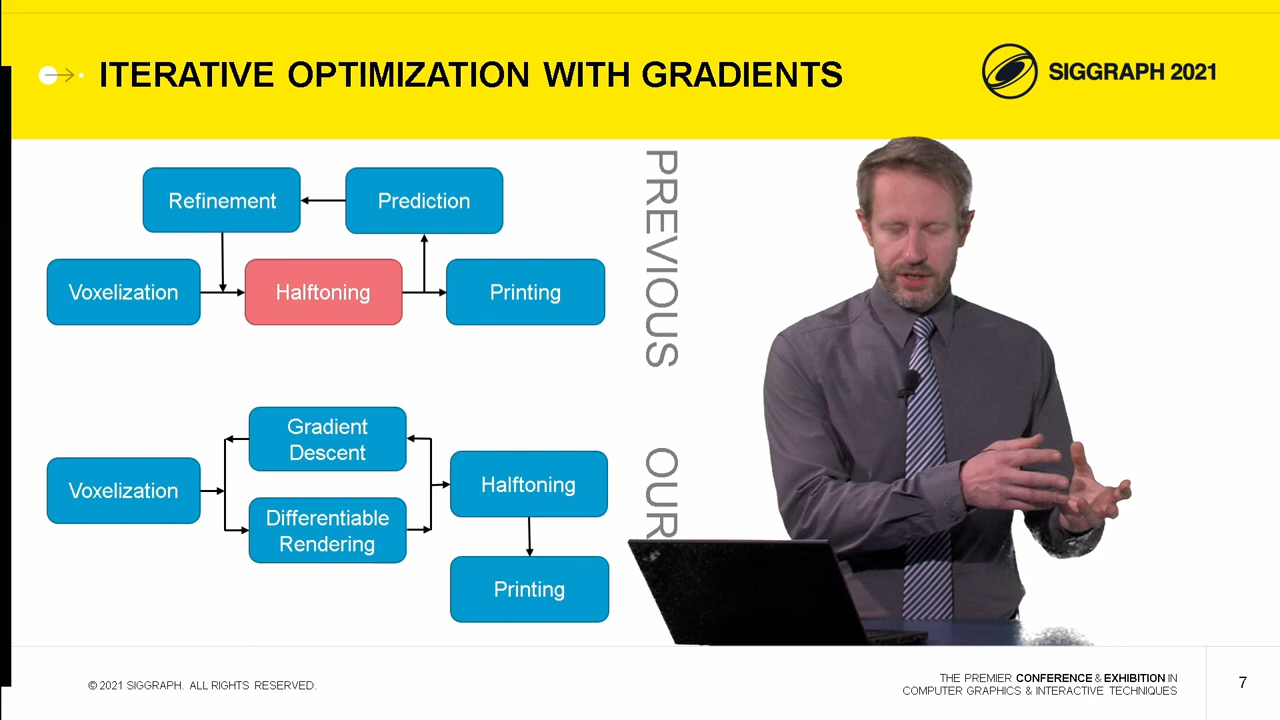 ITERATIVE OPTIMIZATION WITH GRADIENTS
SIGGRAPH 2021
Refinement
Prediction
Voxelization
Halftoning
Printing
PREVIOUS
Gradient
Descent
Voxelization
Differentiable
Rendering
Halftoning
Printing
OUR
© 2021 SIGGRAPH. ALL RIGHTS RESERVED.
THE PREMIER CONFERENCE & EXHIBITION IN
COMPUTER GRAPHICS & INTERACTIVE TECHNIQUES
7